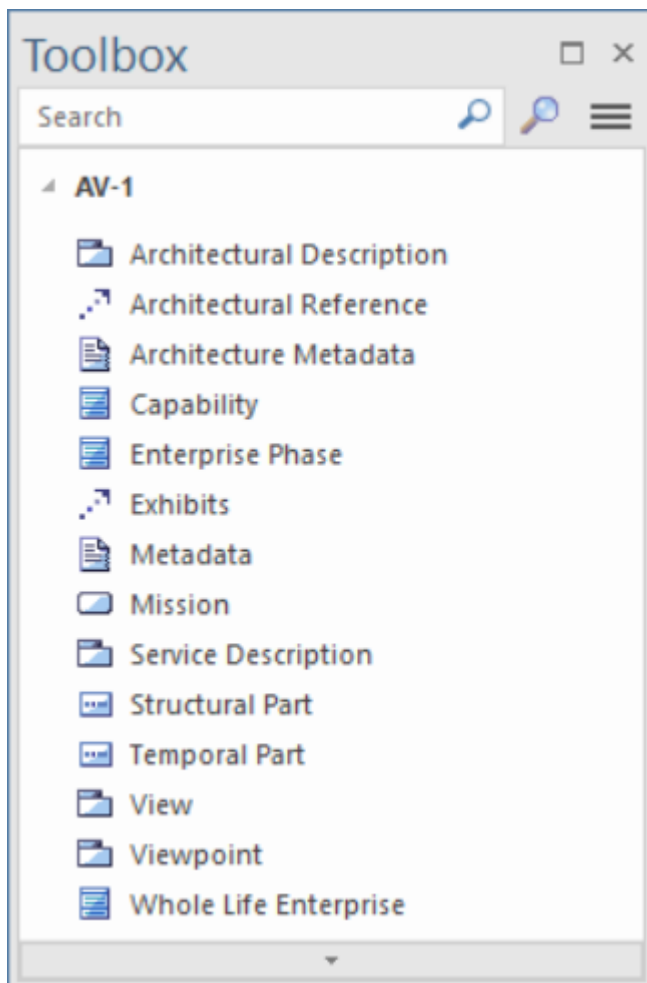 Toolbox
Search
AV-1
Architectural Description
Architectural Reference
Architecture Metadata
Capability
Enterprise Phase
Exhibits
Metadata
Mission
Service Description
Structural Part
Temporal Part
View
Viewpoint
Whole Life Enterprise